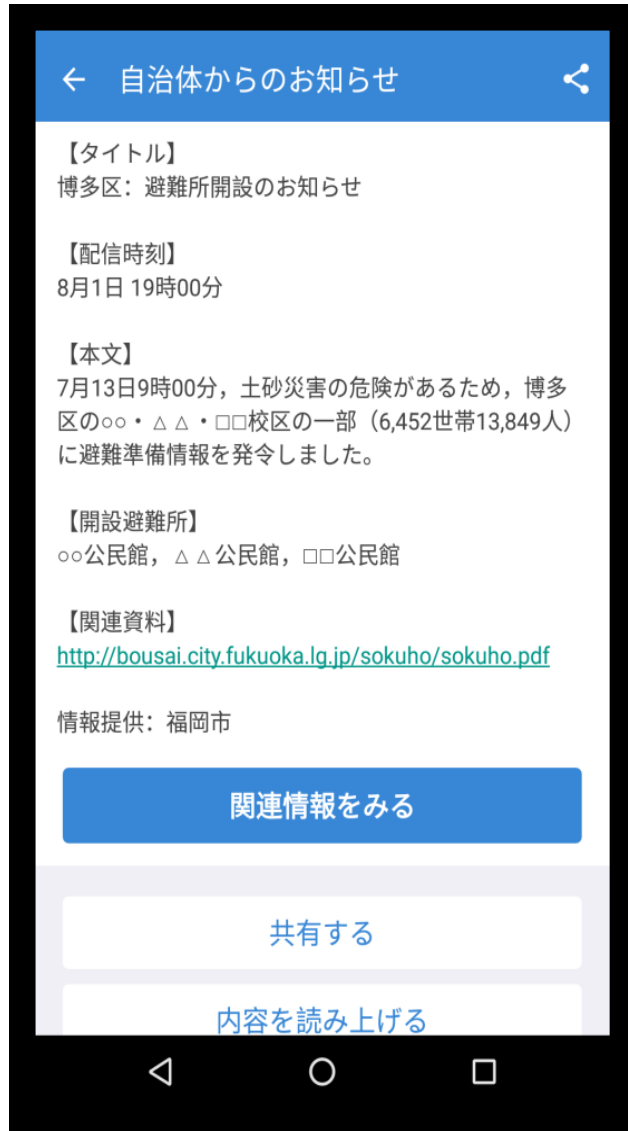 自治体からのお知らせ
【タイトル】
博多区：避難所開設のお知らせ
【配信時刻】
8月1日 19時00分
【本文】
7月13日9時00分，土砂災害の危険があるため，博多
区の○○・△△・□□校区の一部（6,452世帯13,849人）
に避難準備情報を発令しました。
【開設避難所】
○○公民館，△△公民館，□□公民館
【関連資料】
http://bousai.city.fukuoka.lg.jp/sokuho/sokuho.pdf
情報提供：福岡市
関連情報をみる
共有する
内容を読み上げる